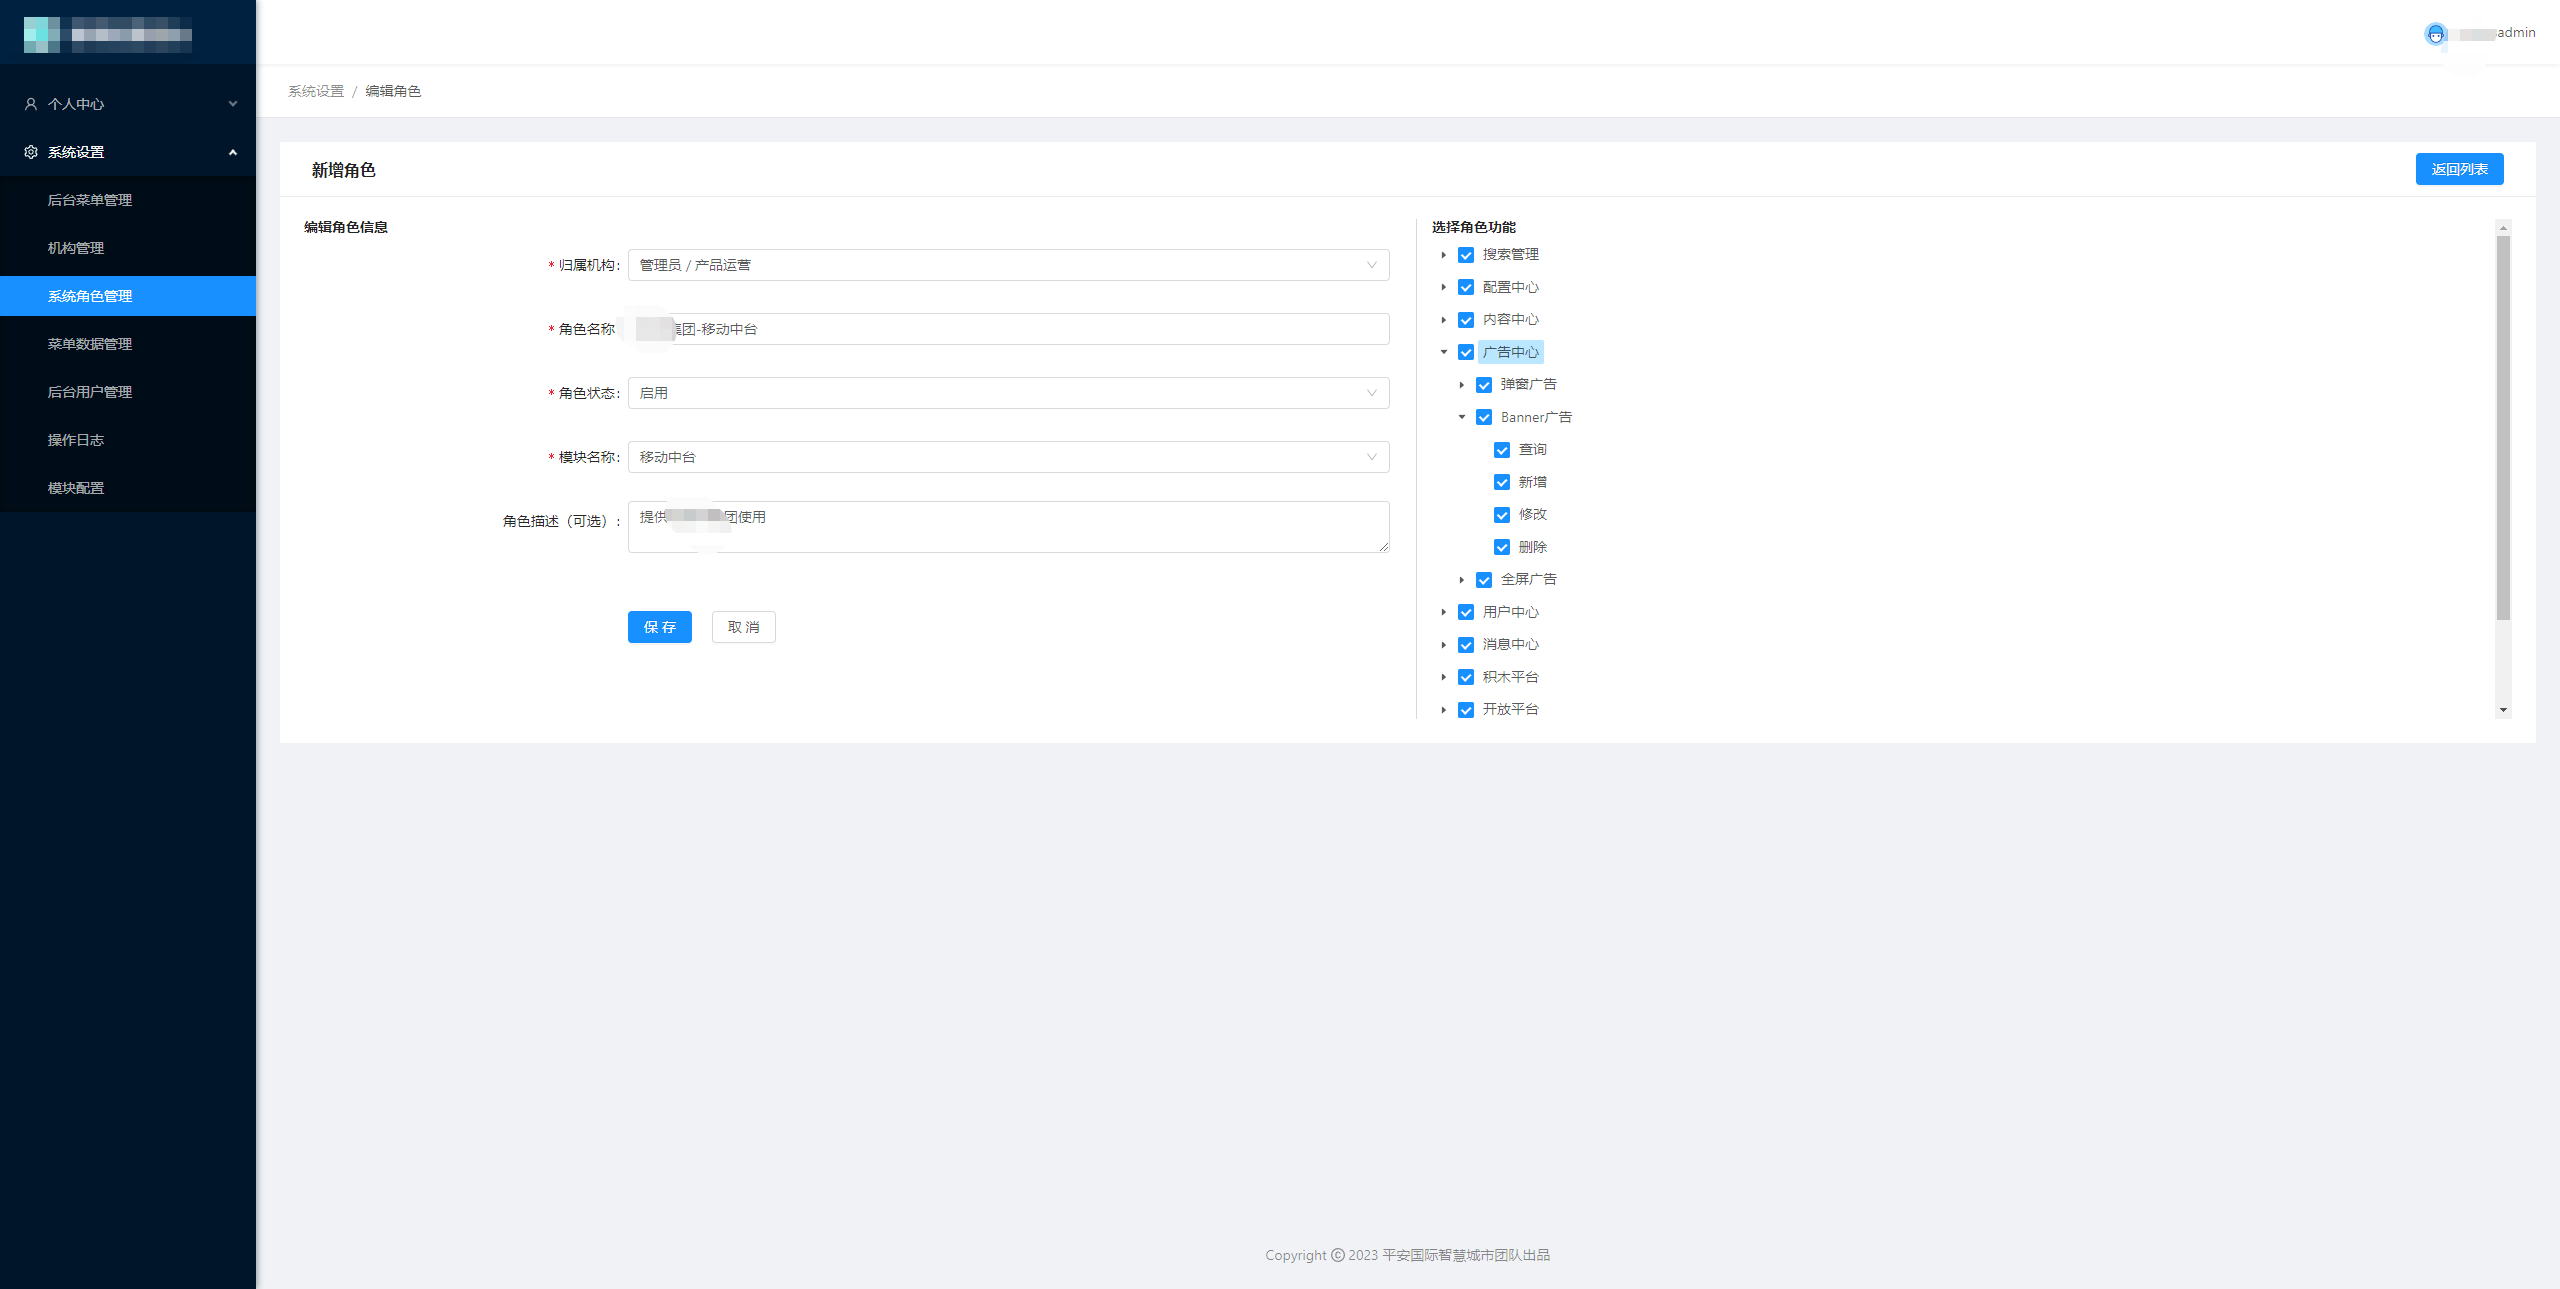 admin
个人中心
系统设置
后台菜单管理
机构管理
系统角色管理
菜单数据管理
后台用户管理
操作日志
模块配置
系统设置 / 编辑角色
新增角色
返回列表
编辑角色信息
* 归属机构:
管理员 / 产品运营
* 角色名称
集团-移动中台
* 角色状态:
启用
* 模块名称:
移动中台
角色描述（可选）:
提供
团使用
保 存
取 消
选择角色功能
搜索管理
配置中心
内容中心
广告中心
弹窗广告
Banner广告
查询
新增
修改
删除
全屏广告
用户中心
消息中心
积木平台
开放平台
Copyright © 2023 平安国际智慧城市团队出品